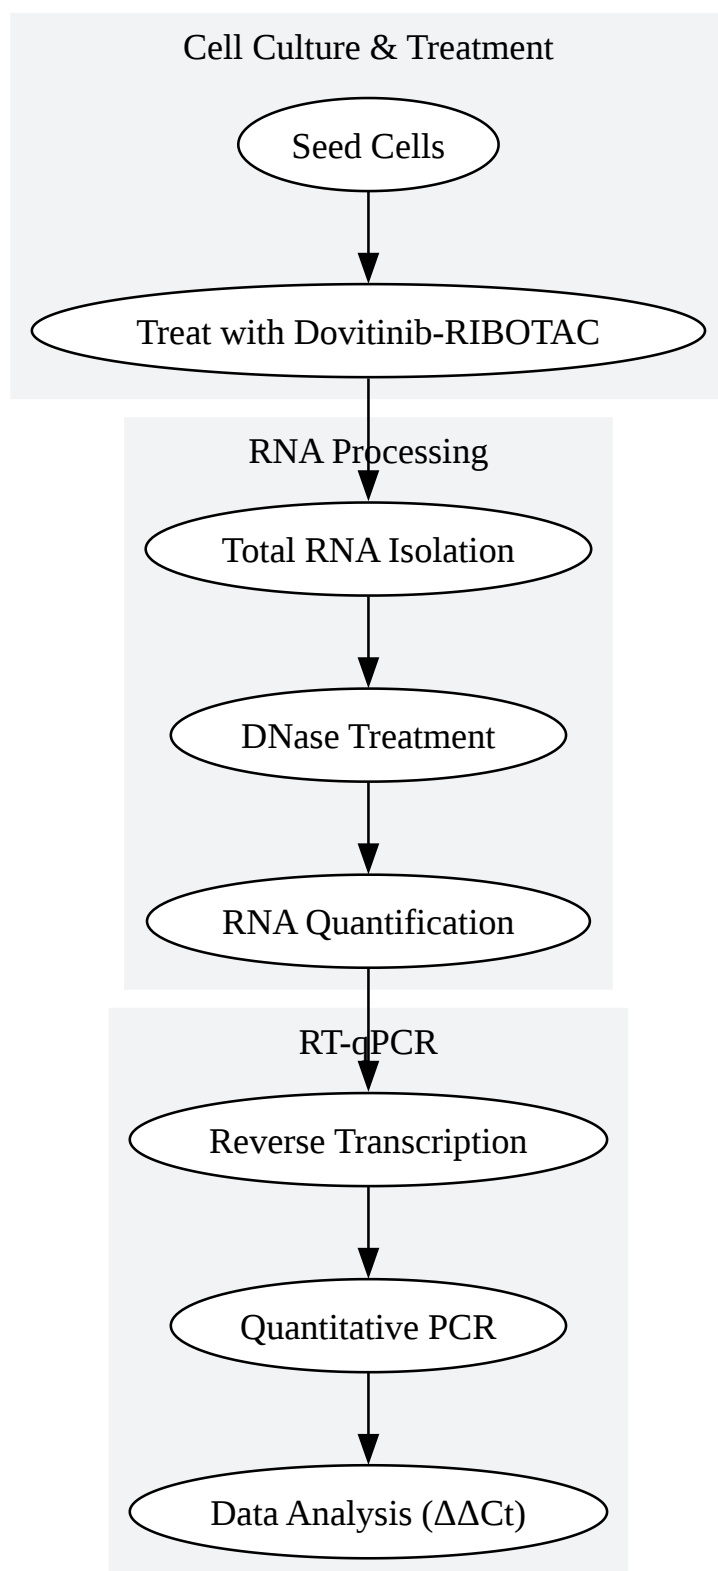 Cell Culture & Treatment
Seed Cells
Treat with Dovitinib-RIBOTAC
RNA Processing
Total RNA Isolation
DNase Treatment
RNA Quantification
RT-qPCR
Reverse Transcription
Quantitative PCR
Data Analysis (ΔΔCt)